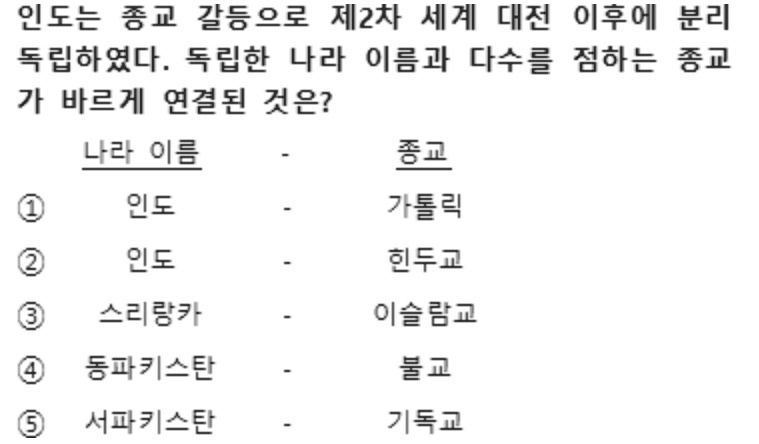 인도는 종교 갈등으로 제2차 세계 대전 이후에 분리
독립하였다. 독립한 나라 이름과 다수를 점하는 종교
가 바르게 연결된 것은?
나라 이름 - 종교
① 인도 - 가톨릭
② 인도 - 힌두교
③ 스리랑카 - 이슬람교
④ 동파키스탄 - 불교
⑤ 서파키스탄 - 기독교